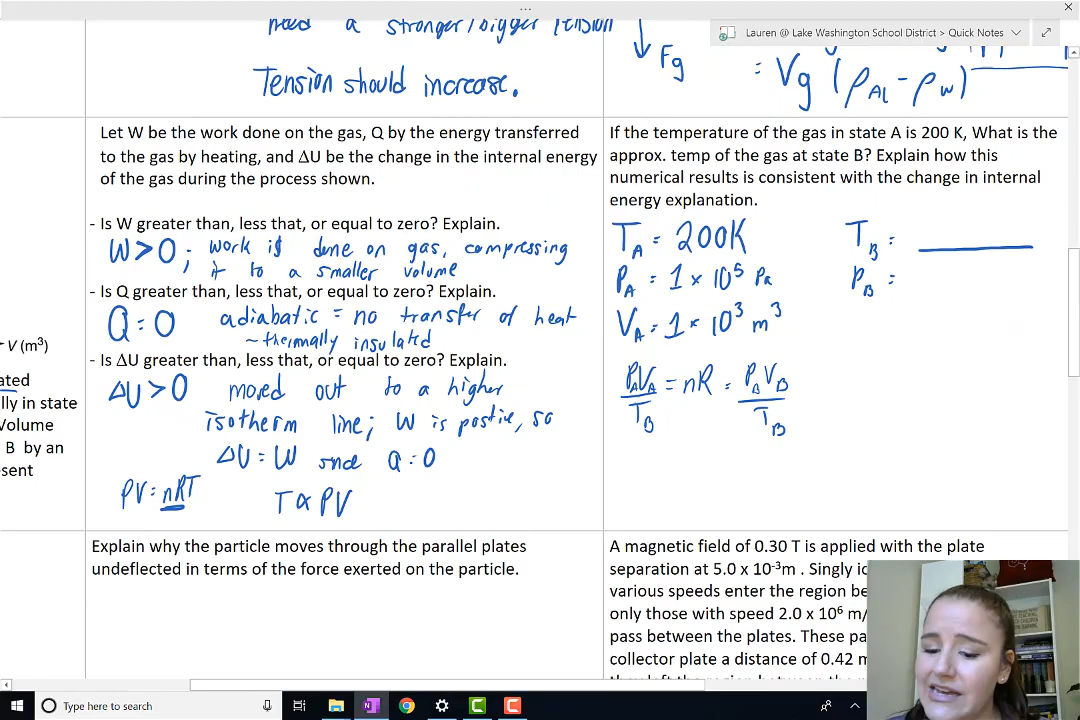 need a stronger/bigger tension
Tension should increase.
Fg
Lauren @ Lake Washington School District > Quick Notes
= Vg (ρAl - ρw)
Let W be the work done on the gas, Q by the energy transferred
to the gas by heating, and ΔU be the change in the internal energy
of the gas during the process shown.
- Is W greater than, less that, or equal to zero? Explain.
W>0 ; work is done on gas, compressing
it to a smaller volume
- Is Q greater than, less that, or equal to zero? Explain.
Q=0 adiabatic = no transfer of heat
~thermally insulated
- Is ΔU greater than, less that, or equal to zero? Explain.
ΔU>0 moved out to a higher
isotherm line; W is postive, so
ΔU=W since Q=0
PV=nRT T∝PV
V (m³)
ated
lly in state
Volume
B by an
sent
If the temperature of the gas in state A is 200 K, What is the
approx. temp of the gas at state B? Explain how this
numerical results is consistent with the change in internal
energy explanation.
TA = 200K TB =
PA = 1 × 10⁵ Pa PB =
VA = 1 × 10³ m³
PAVA/TB = nR = PBVB/TB
Explain why the particle moves through the parallel plates
undeflected in terms of the force exerted on the particle.
A magnetic field of 0.30 T is applied with the plate
separation at 5.0 x 10⁻³m . Singly ic
various speeds enter the region be
only those with speed 2.0 x 10⁶ m/
pass between the plates. These pa
collector plate a distance of 0.42 m
Type here to search